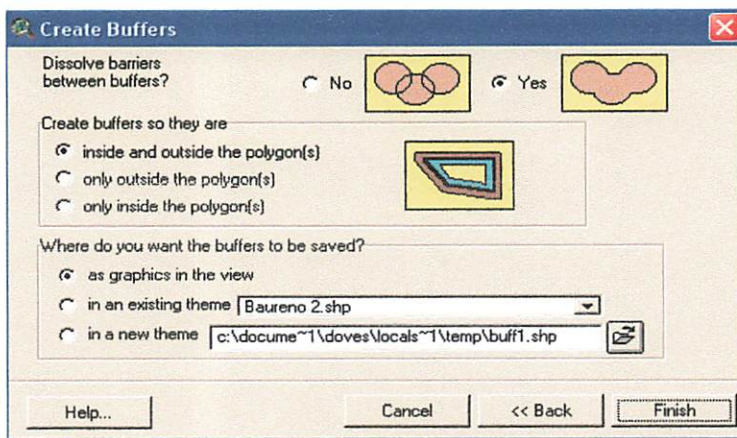 Create Buffers
Dissolve barriers
between buffers?
No
Yes
Create buffers so they are
inside and outside the polygon(s)
only outside the polygon(s)
only inside the polygon(s)
Where do you want the buffers to be saved?
as graphics in the view
in an existing theme Baureno 2.shp
in a new theme c:\docume~1\doves\locals~1\temp\buff1.shp
Help... Cancel << Back Finish